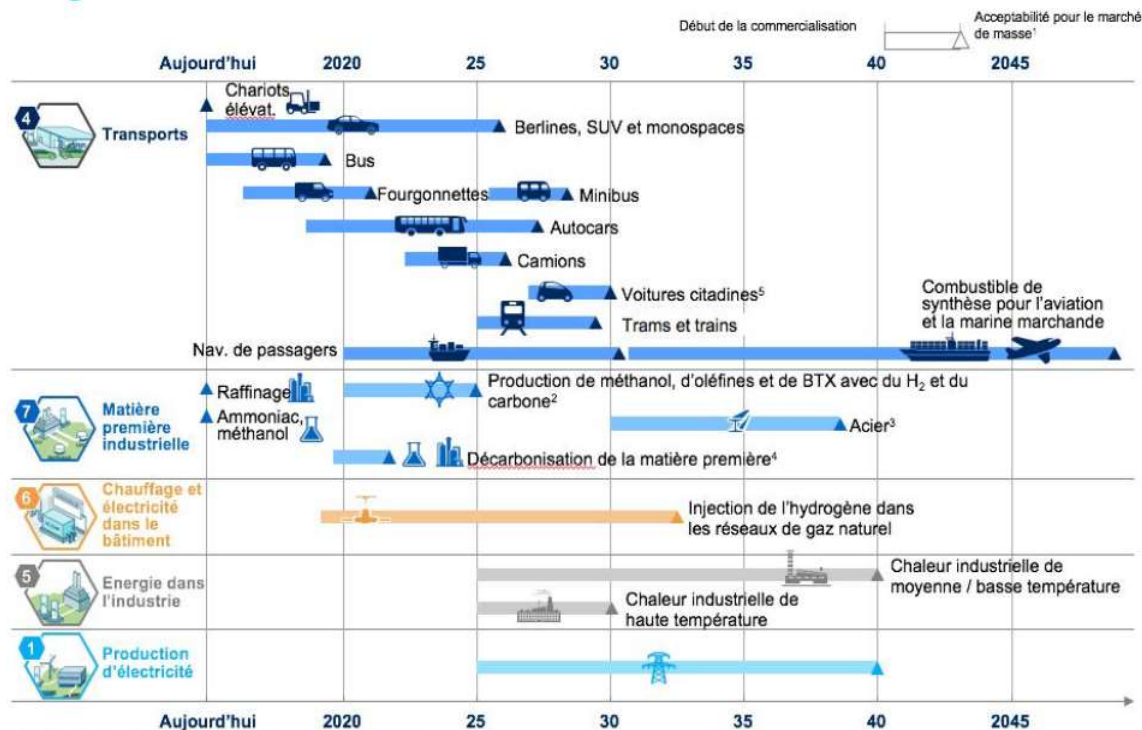 Début de la commercialisation
Acceptabilité pour le marché
de masse¹
Aujourd'hui 2020 25 30 35 40 2045
4
Transports
Chariots
élévat.
Berlines, SUV et monospaces
Bus
Fourgonnettes
Minibus
Autocars
Camions
Voitures citadines⁵
Trams et trains
Nav. de passagers
Combustible de
synthèse pour l'aviation
et la marine marchande
7
Matière
première
industrielle
Raffinage
Production de méthanol, d'oléfines et de BTX avec du H₂ et du
carbone²
Ammoniac,
méthanol
Acier³
Décarbonisation de la matière première⁴
6
Chauffage et
électricité
dans le
bâtiment
Injection de l'hydrogène dans
les réseaux de gaz naturel
5
Energie dans
l'industrie
Chaleur industrielle de
moyenne / basse température
Chaleur industrielle de
haute température
1
Production
d'électricité
Aujourd'hui 2020 25 30 35 40 2045